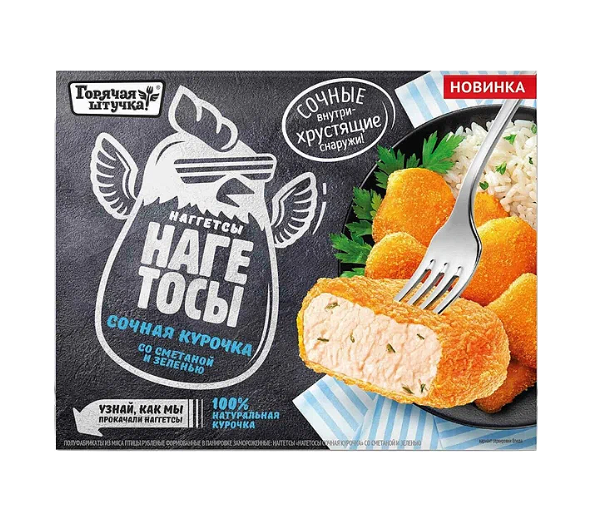 Горячая
штучка!
СОЧНЫЕ
внутри-
хрустящие
снаружи!
НОВИНКА
НАГГЕТСЫ
НАГЕ
ТОСЫ
СОЧНАЯ КУРОЧКА
СО СМЕТАНОЙ
И ЗЕЛЕНЬЮ
УЗНАЙ, КАК МЫ
ПРОКАЧАЛИ НАГГЕТСЫ
100%
НАТУРАЛЬНАЯ
КУРОЧКА
ПОЛУФАБРИКАТЫ ИЗ МЯСА ПТИЦЫ РУБЛЕНЫЕ ФОРМОВАННЫЕ В ПАНИРОВКЕ ЗАМОРОЖЕННЫЕ: НАГГЕТСЫ «НАГЕТОСЫ СОЧНАЯ КУРОЧКА» СО СМЕТАНОЙ И ЗЕЛЕНЬЮ